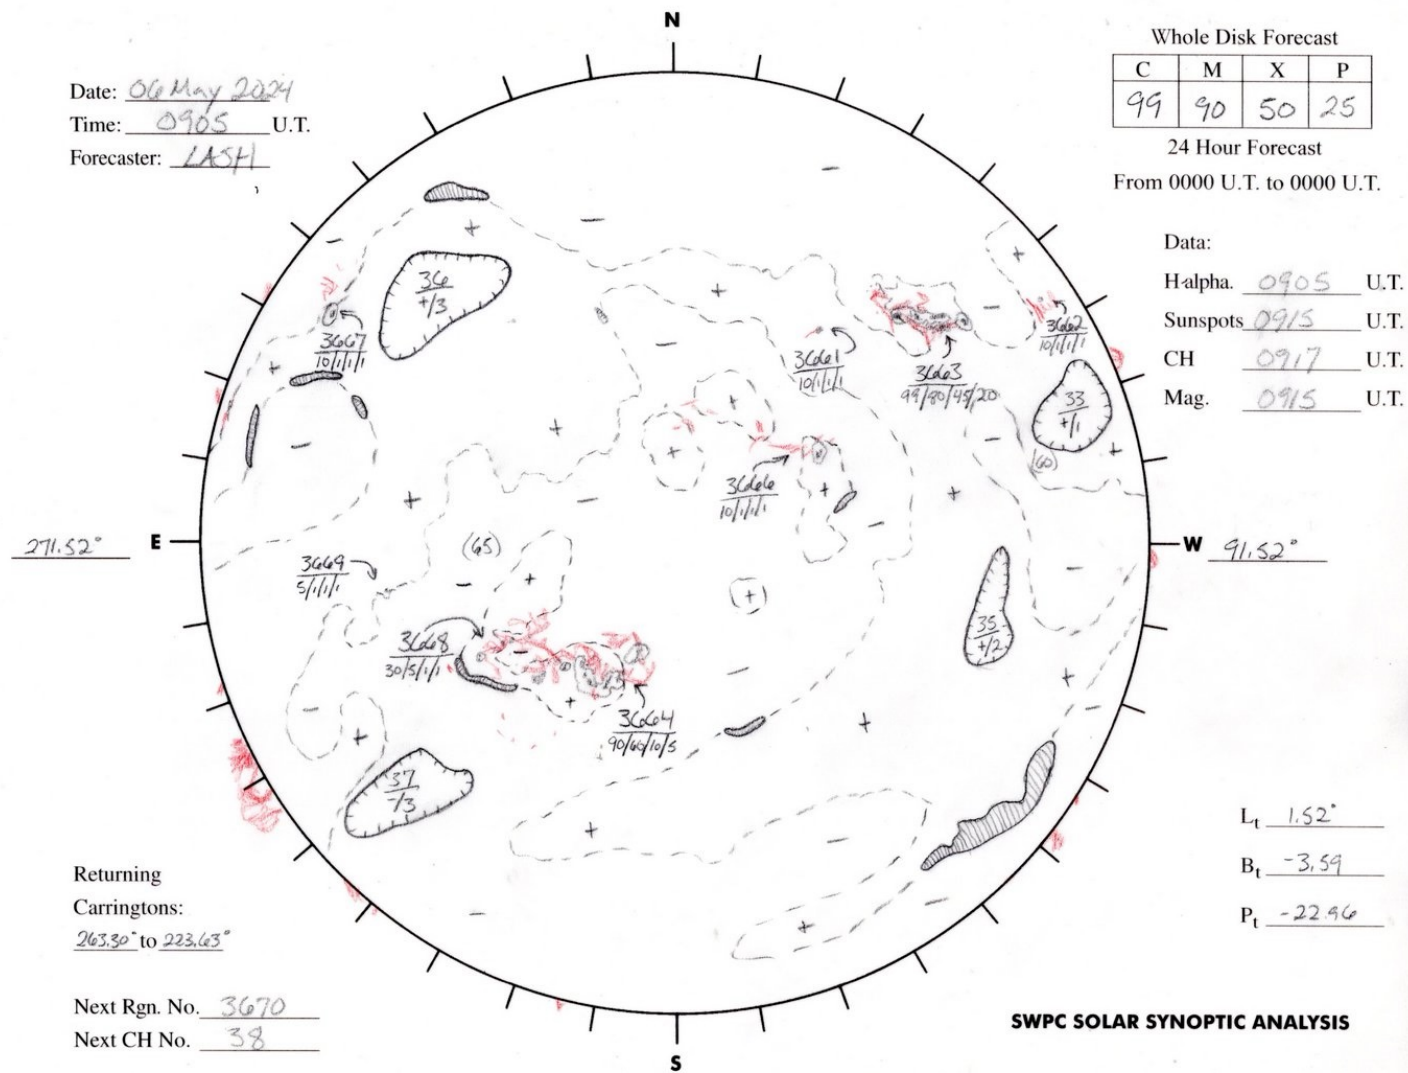 N
Whole Disk Forecast
C M X P
99 90 50 25
24 Hour Forecast
From 0000 U.T. to 0000 U.T.
Date: 06 May 2024
Time: 0905 U.T.
Forecaster: LASH
Data:
H-alpha. 0905 U.T.
Sunspots 0915 U.T.
CH 0917 U.T.
Mag. 0915 U.T.
36
+/3
3667
10/1/1/1
3661
10/1/1/1
3663
99/80/45/20
3662
10/1/1/1
33
+/1
(60)
3666
10/1/1/1
271.52° E
W 91.52°
(65)
3669
5/1/1/1
3668
30/5/1/1
35
+/2
3664
90/60/10/5
37
-/3
Lt 1.52°
Bt -3.59
Pt -22.96
Returning
Carringtons:
263.30° to 223.63°
Next Rgn. No. 3670
Next CH No. 38
SWPC SOLAR SYNOPTIC ANALYSIS
S